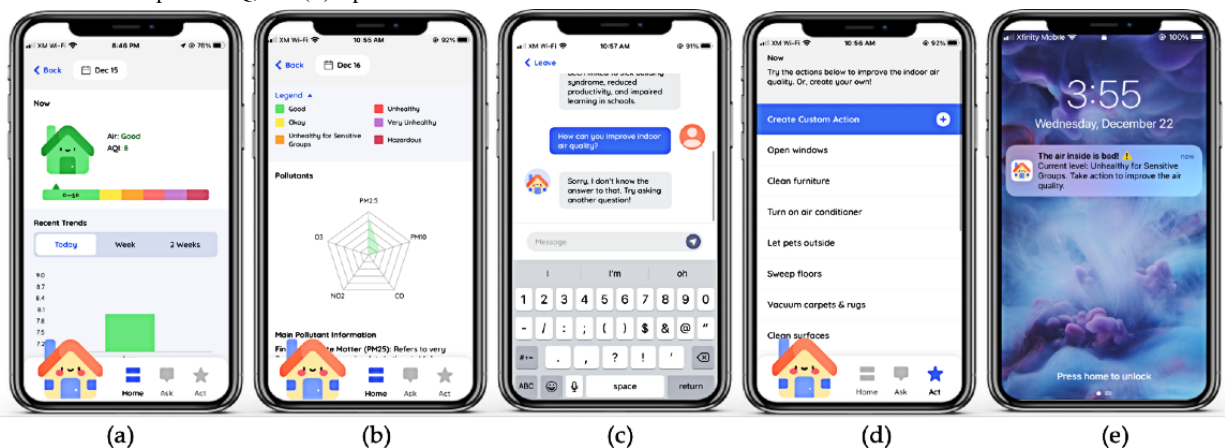 XM Wi-Fi 8:46 PM 78%
Back Dec 15
Now
Air: Good
AQI: 8
0-50
Recent Trends
Today Week 2 Weeks
9.0
8.7
8.4
8.1
7.8
7.5
7.2
Home Ask Act
(a)
XM Wi-Fi 10:55 AM 92%
Back Dec 16
Legend
Good Unhealthy
Okay Very Unhealthy
Unhealthy for Sensitive Hazardous
Groups
Pollutants
PM2.5
O3 PM10
NO2 CO
Main Pollutant Information
Matter (PM25): Refers to very
Home Ask Act
(b)
XM Wi-Fi 10:57 AM 91%
Leave
been linked to sick building
syndrome, reduced
productivity, and impaired
learning in schools.
How can you improve indoor
air quality?
Sorry, I don't know the
answer to that. Try asking
another question!
Message
I I'm oh
1 2 3 4 5 6 7 8 9 0
- / : ; ( ) $ & @ "
#+= . , ? ! '
ABC space return
(c)
XM Wi-Fi 10:56 AM 92%
Now
Try the actions below to improve the indoor air
quality. Or, create your own!
Create Custom Action
Open windows
Clean furniture
Turn on air conditioner
Let pets outside
Sweep floors
Vacuum carpets & rugs
Clean surfaces
Home Ask Act
(d)
Xfinity Mobile 100%
3:55
Wednesday, December 22
The air inside is bad! ⚠️ now
Current level: Unhealthy for Sensitive
Groups. Take action to improve the air
quality.
Press home to unlock
(e)